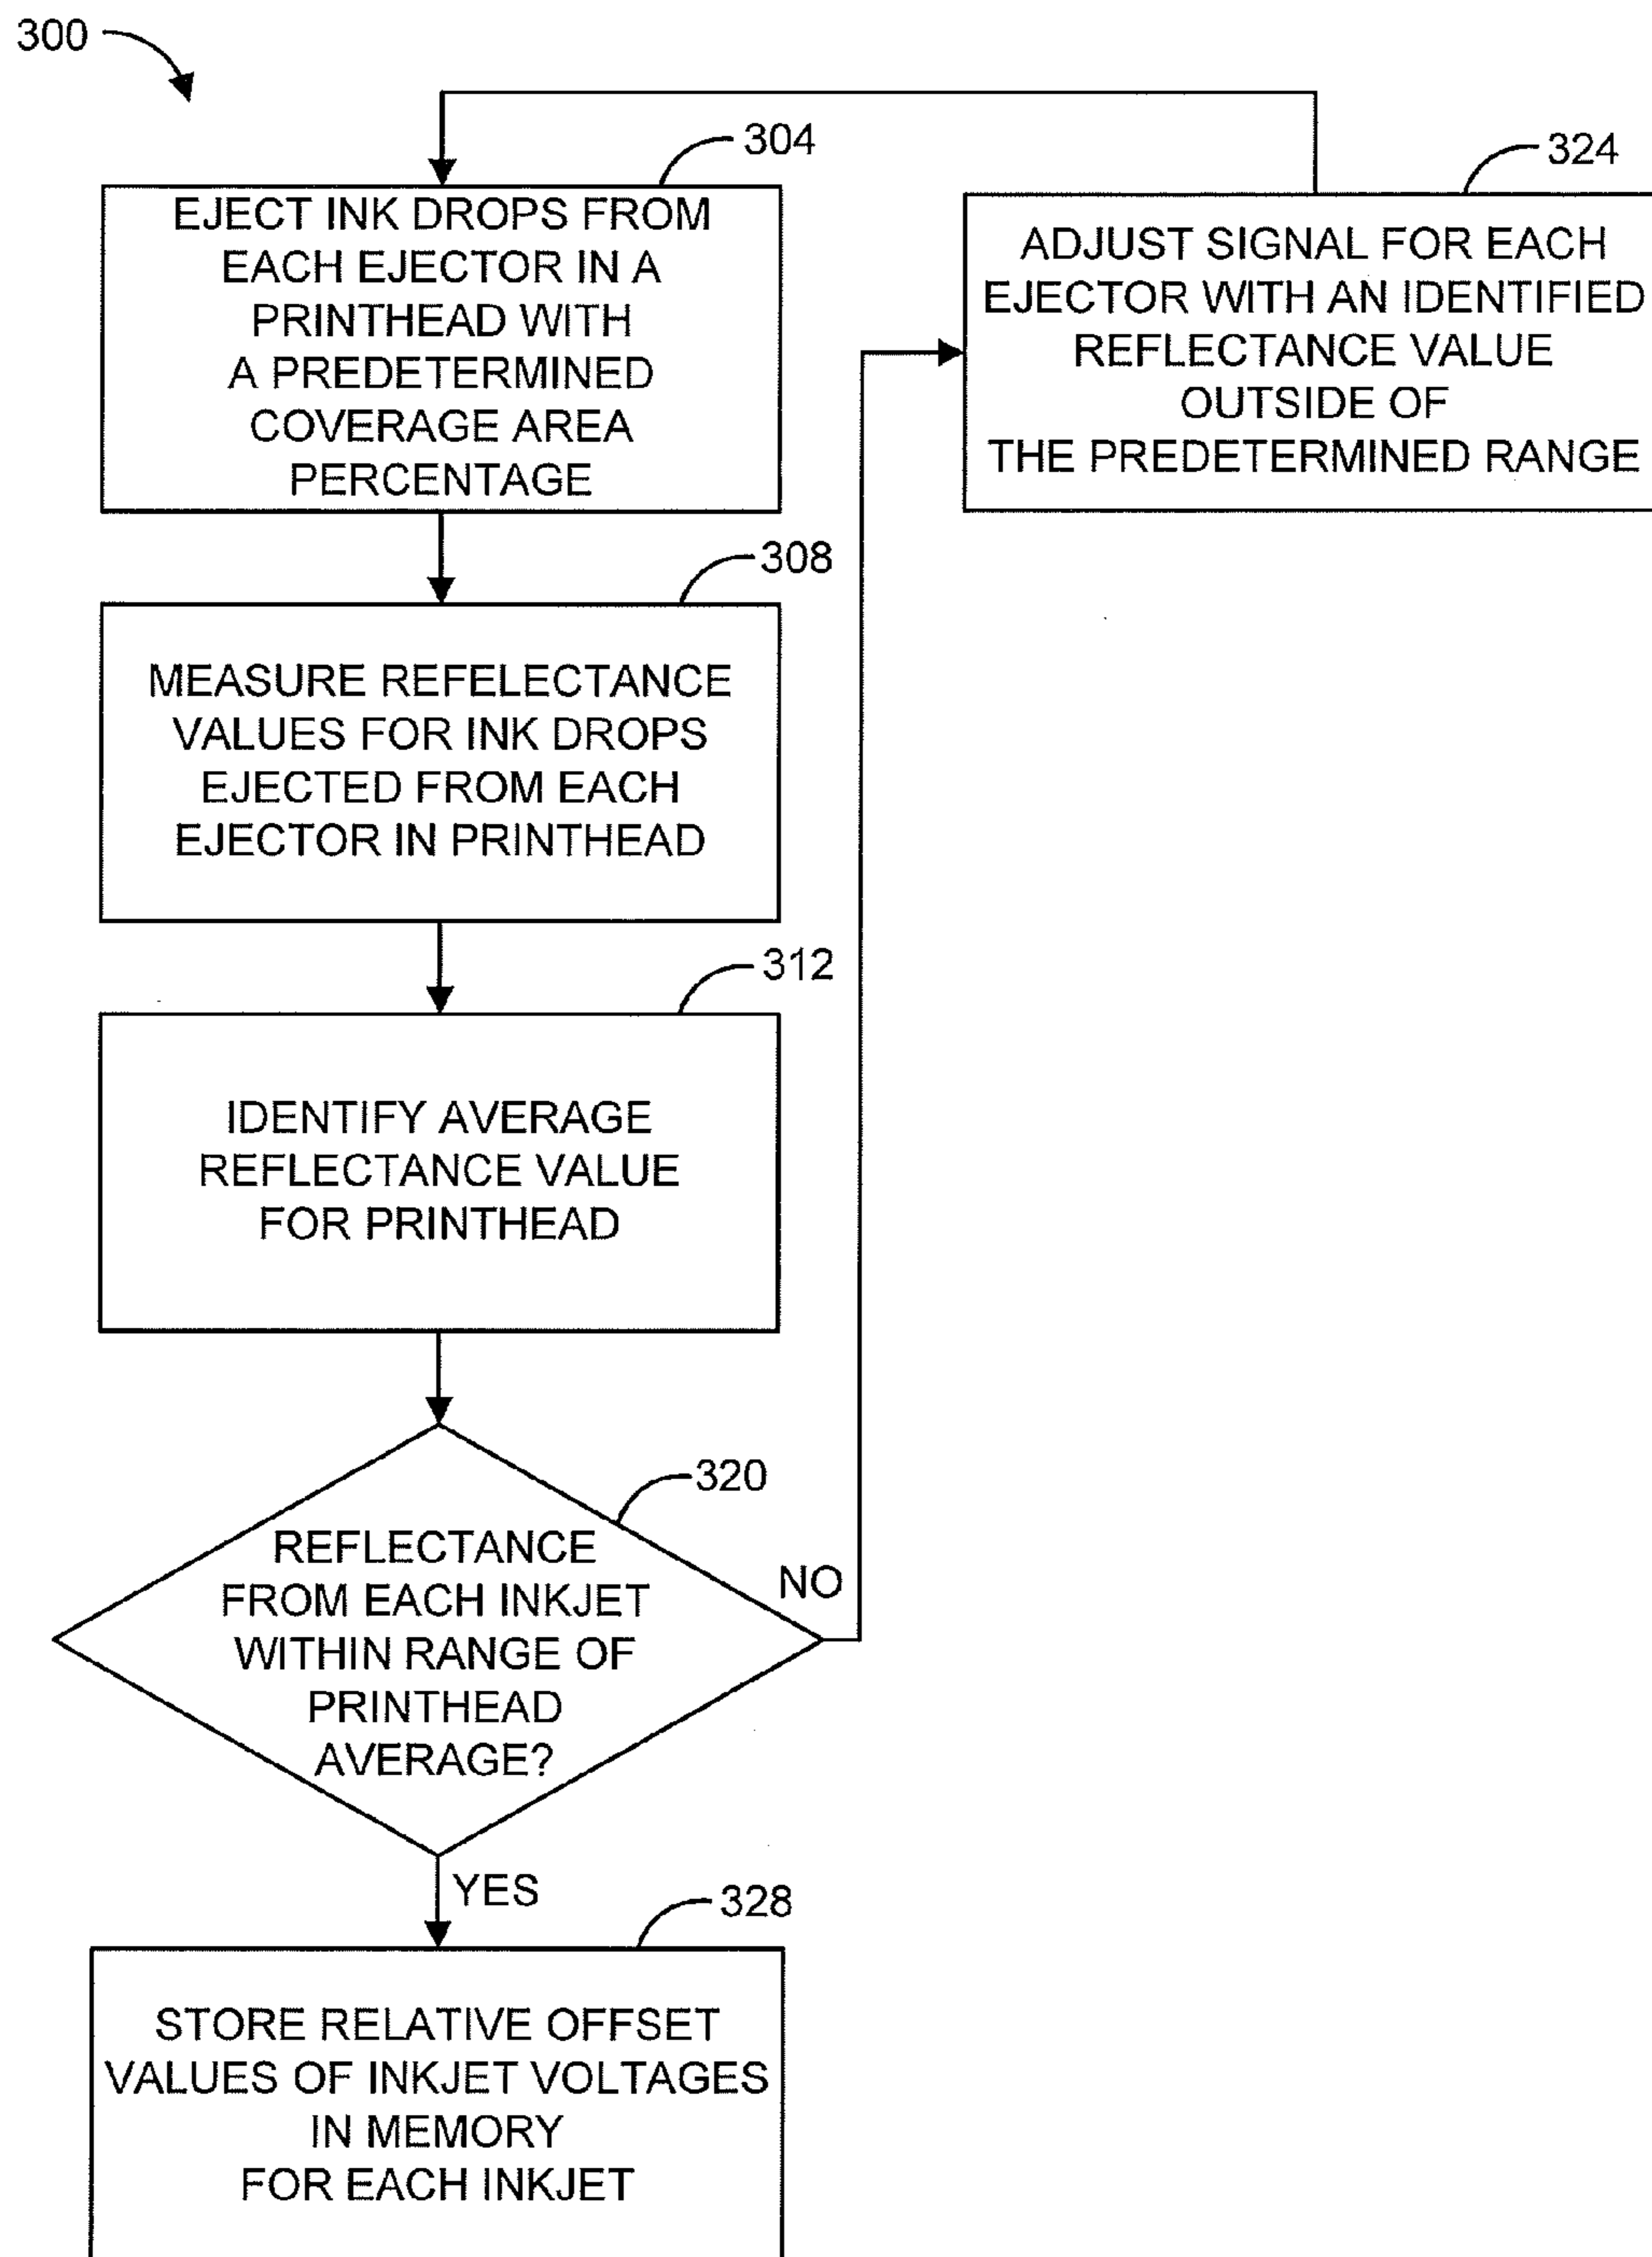 300
304
EJECT INK DROPS FROM
EACH EJECTOR IN A
PRINTHEAD WITH
A PREDETERMINED
COVERAGE AREA
PERCENTAGE
308
MEASURE REFELECTANCE
VALUES FOR INK DROPS
EJECTED FROM EACH
EJECTOR IN PRINTHEAD
312
IDENTIFY AVERAGE
REFLECTANCE VALUE
FOR PRINTHEAD
320
REFLECTANCE
FROM EACH INKJET
WITHIN RANGE OF
PRINTHEAD
AVERAGE?
NO
324
ADJUST SIGNAL FOR EACH
EJECTOR WITH AN IDENTIFIED
REFLECTANCE VALUE
OUTSIDE OF
THE PREDETERMINED RANGE
YES
328
STORE RELATIVE OFFSET
VALUES OF INKJET VOLTAGES
IN MEMORY
FOR EACH INKJET